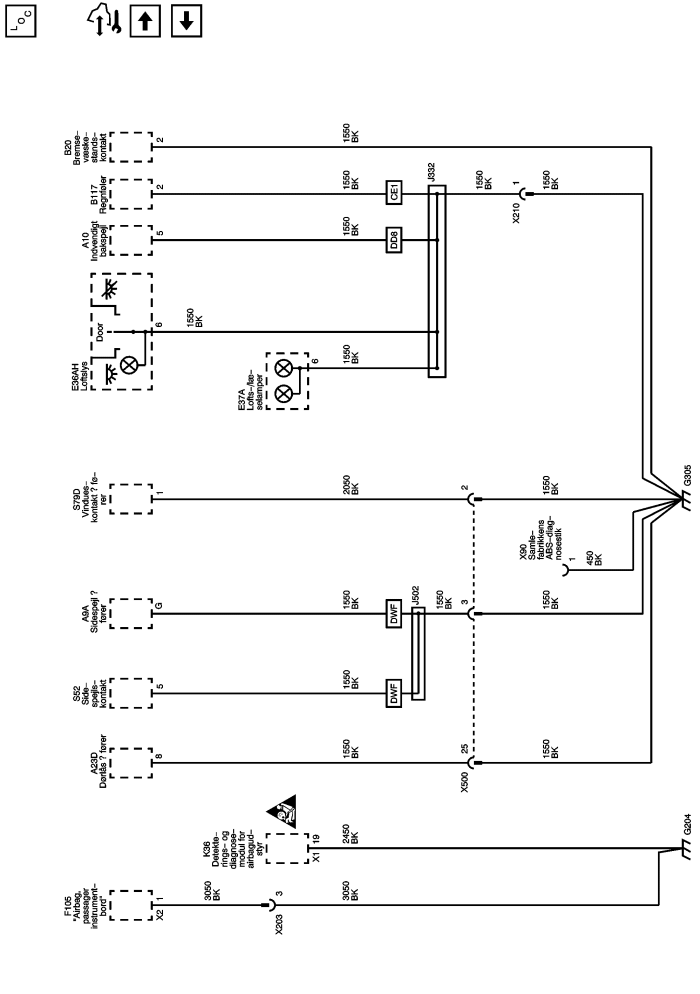 LOC
B20
Bremse-
væske-
stands-
kontakt
2
1550
BK
B117
Regnføler
2
1550
BK
CE1
J332
1550
BK
X210
1
1550
BK
A10
Indvendigt
bakspejl
5
1550
BK
DD8
E36AH
Loftslys
Door
6
1550
BK
E37A
Lofts-/læ-
selamper
6
1550
BK
S79D
Vindues-
kontakt ? fø-
rer
1
2050
BK
2
1550
BK
G305
X90
Samle-
fabrikkens
ABS-diag-
nosestik
1
450
BK
A9A
Sidespejl ?
fører
G
1550
BK
DWF
J502
1550
BK
3
1550
BK
S52
Side-
spejls-
kontakt
5
1550
BK
DWF
A23D
Dørlås ? fører
8
1550
BK
25
X500
1550
BK
K36
Detekte-
rings- og
diagnose-
modul for
airbagud-
styr
19
X1
2450
BK
G204
F105
"Airbag,
passager
instrument-
bord"
1
X2
3050
BK
3
X203
3050
BK